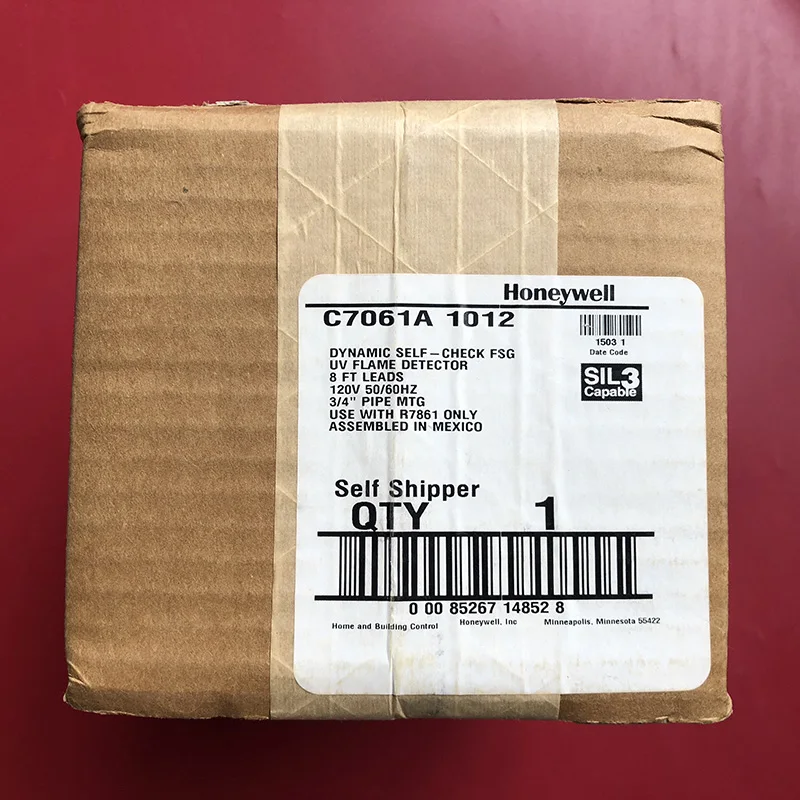 Honeywell
C7061A 1012
1503 1
Date Code
DYNAMIC SELF-CHECK FSG
UV FLAME DETECTOR
8 FT LEADS
120V 50/60HZ
3/4" PIPE MTG
USE WITH R7861 ONLY
ASSEMBLED IN MEXICO
SIL3
Capable
Self Shipper
QTY 1
0 00 85267 14852 8
Home and Building Control Honeywell, Inc Minneapolis, Minnesota 55422